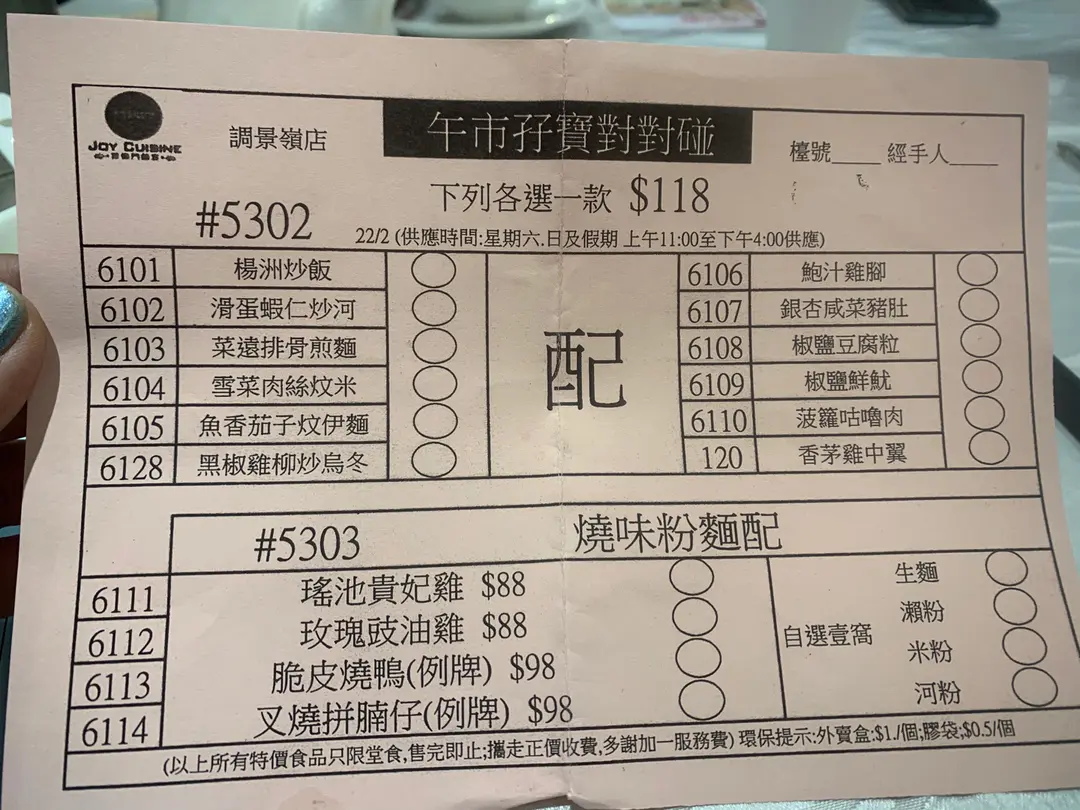 JOY CUISINE
調景嶺店
午市孖寶對對碰
檯號____ 經手人____
下列各選一款 $118
#5302
22/2 (供應時間:星期六.日及假期 上午11:00至下午4:00供應)
6101 楊洲炒飯
6102 滑蛋蝦仁炒河
6103 菜遠排骨煎麵
6104 雪菜肉絲炆米
6105 魚香茄子炆伊麵
6128 黑椒雞柳炒烏冬
配
6106 鮑汁雞腳
6107 銀杏咸菜豬肚
6108 椒鹽豆腐粒
6109 椒鹽鮮魷
6110 菠籮咕嚕肉
120 香茅雞中翼
#5303 燒味粉麵配
6111 瑤池貴妃雞 $88
6112 玫瑰豉油雞 $88
6113 脆皮燒鴨(例牌) $98
6114 叉燒拼腩仔(例牌) $98
自選壹窩
生麵
瀨粉
米粉
河粉
(以上所有特價食品只限堂食,售完即止;攜走正價收費,多謝加一服務費) 環保提示:外賣盒:$1./個;膠袋;$0.5/個